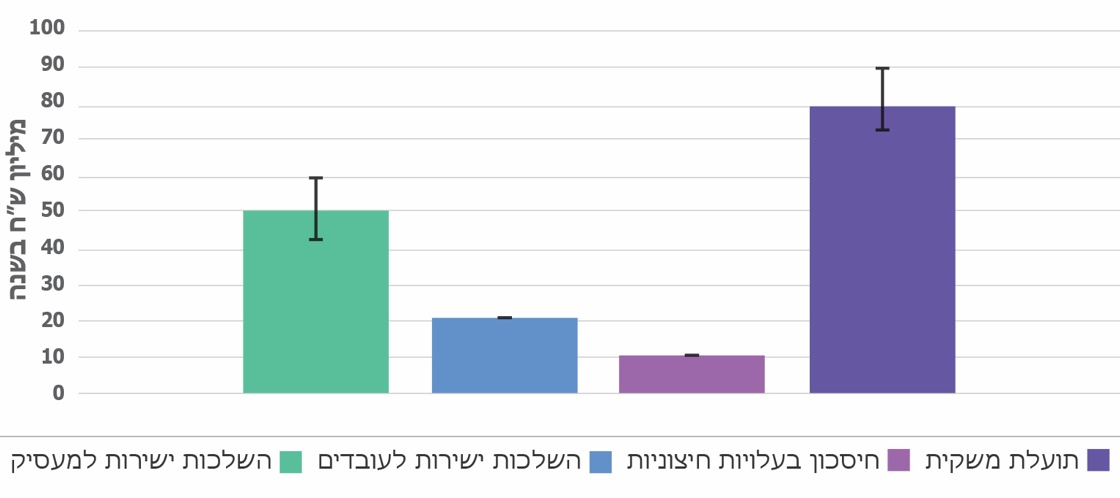 100
90
80
70
60
50
40
30
20
10
0
מיליון ש"ח בשנה
השלכות ישירות למעסיק
השלכות ישירות לעובדים
חיסכון בעלויות חיצוניות
תועלת משקית